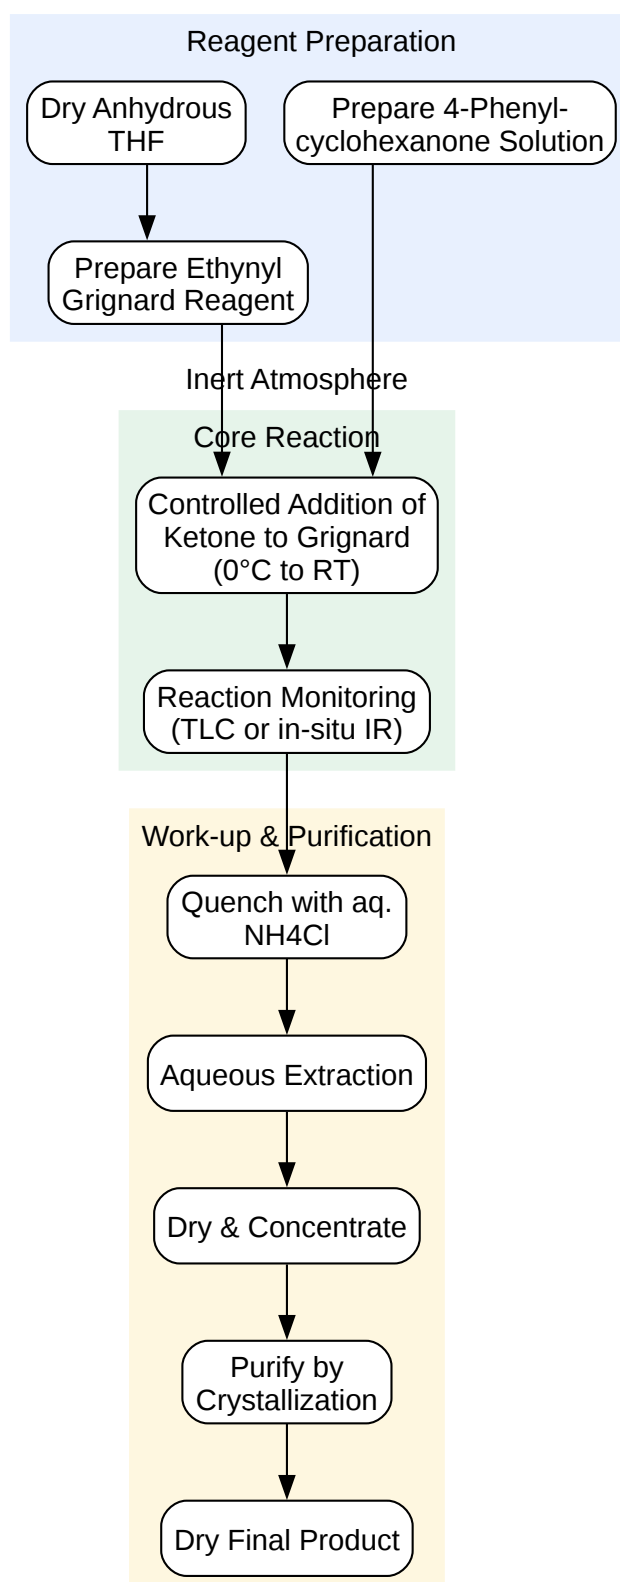 Reagent Preparation
Dry Anhydrous
THF
Prepare 4-Phenyl-
cyclohexanone Solution
Prepare Ethynyl
Grignard Reagent
Inert Atmosphere
Core Reaction
Controlled Addition of
Ketone to Grignard
(0°C to RT)
Reaction Monitoring
(TLC or in-situ IR)
Work-up & Purification
Quench with aq.
NH4Cl
Aqueous Extraction
Dry & Concentrate
Purify by
Crystallization
Dry Final Product